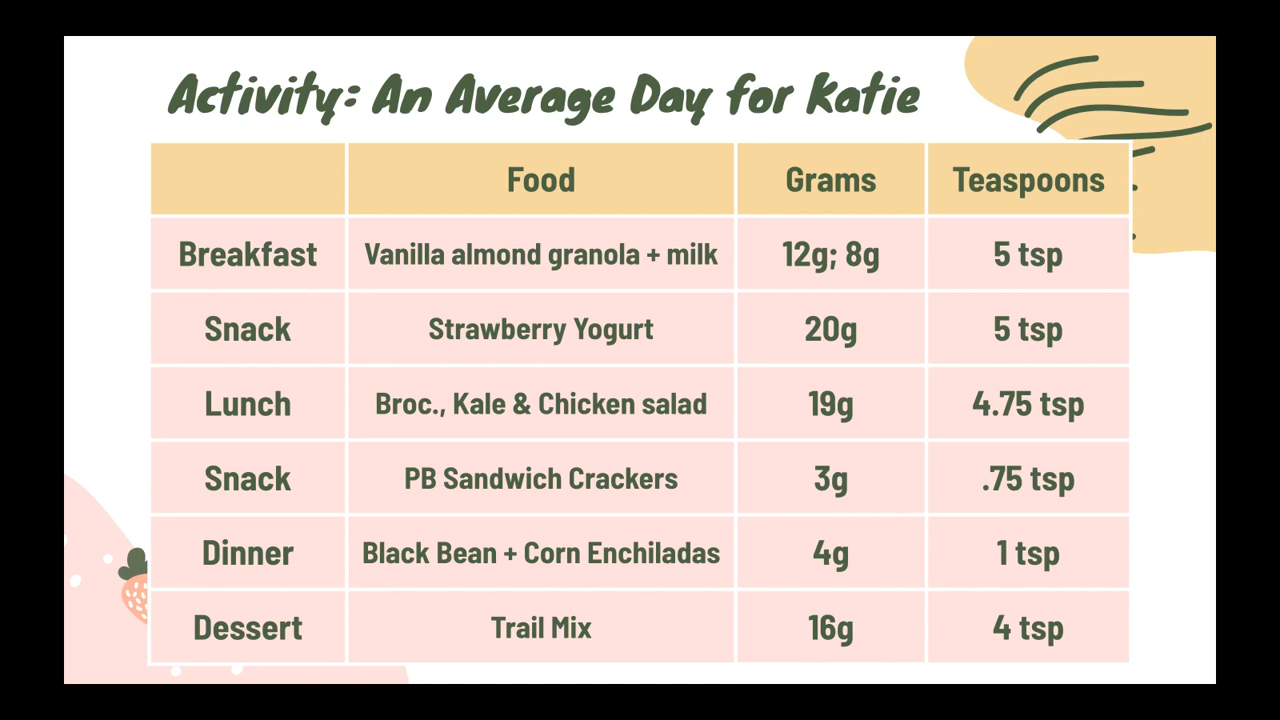 Activity: An Average Day for Katie
Food Grams Teaspoons
Breakfast Vanilla almond granola + milk 12g; 8g 5 tsp
Snack Strawberry Yogurt 20g 5 tsp
Lunch Broc., Kale & Chicken salad 19g 4.75 tsp
Snack PB Sandwich Crackers 3g .75 tsp
Dinner Black Bean + Corn Enchiladas 4g 1 tsp
Dessert Trail Mix 16g 4 tsp